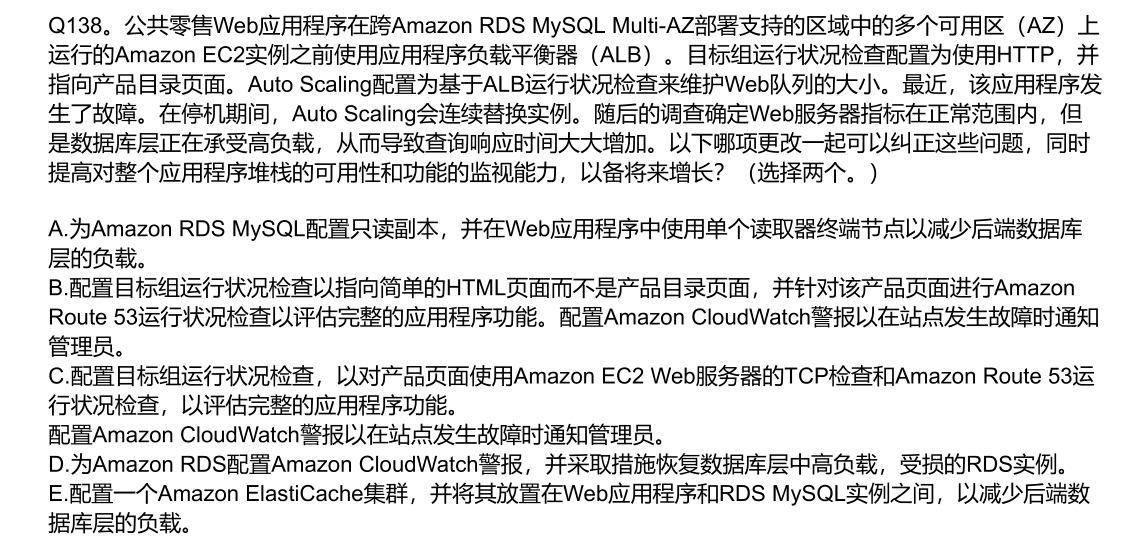 Q138。公共零售Web应用程序在跨Amazon RDS MySQL Multi-AZ部署支持的区域中的多个可用区（AZ）上
运行的Amazon EC2实例之前使用应用程序负载平衡器（ALB）。目标组运行状况检查配置为使用HTTP，并
指向产品目录页面。Auto Scaling配置为基于ALB运行状况检查来维护Web队列的大小。最近，该应用程序发
生了故障。在停机期间，Auto Scaling会连续替换实例。随后的调查确定Web服务器指标在正常范围内，但
是数据库层正在承受高负载，从而导致查询响应时间大大增加。以下哪项更改一起可以纠正这些问题，同时
提高对整个应用程序堆栈的可用性和功能的监视能力，以备将来增长？（选择两个。）
A.为Amazon RDS MySQL配置只读副本，并在Web应用程序中使用单个读取器终端节点以减少后端数据库
层的负载。
B.配置目标组运行状况检查以指向简单的HTML页面而不是产品目录页面，并针对该产品页面进行Amazon
Route 53运行状况检查以评估完整的应用程序功能。配置Amazon CloudWatch警报以在站点发生故障时通知
管理员。
C.配置目标组运行状况检查，以对产品页面使用Amazon EC2 Web服务器的TCP检查和Amazon Route 53运
行状况检查，以评估完整的应用程序功能。
配置Amazon CloudWatch警报以在站点发生故障时通知管理员。
D.为Amazon RDS配置Amazon CloudWatch警报，并采取措施恢复数据库层中高负载，受损的RDS实例。
E.配置一个Amazon ElastiCache集群，并将其放置在Web应用程序和RDS MySQL实例之间，以减少后端数
据库层的负载。